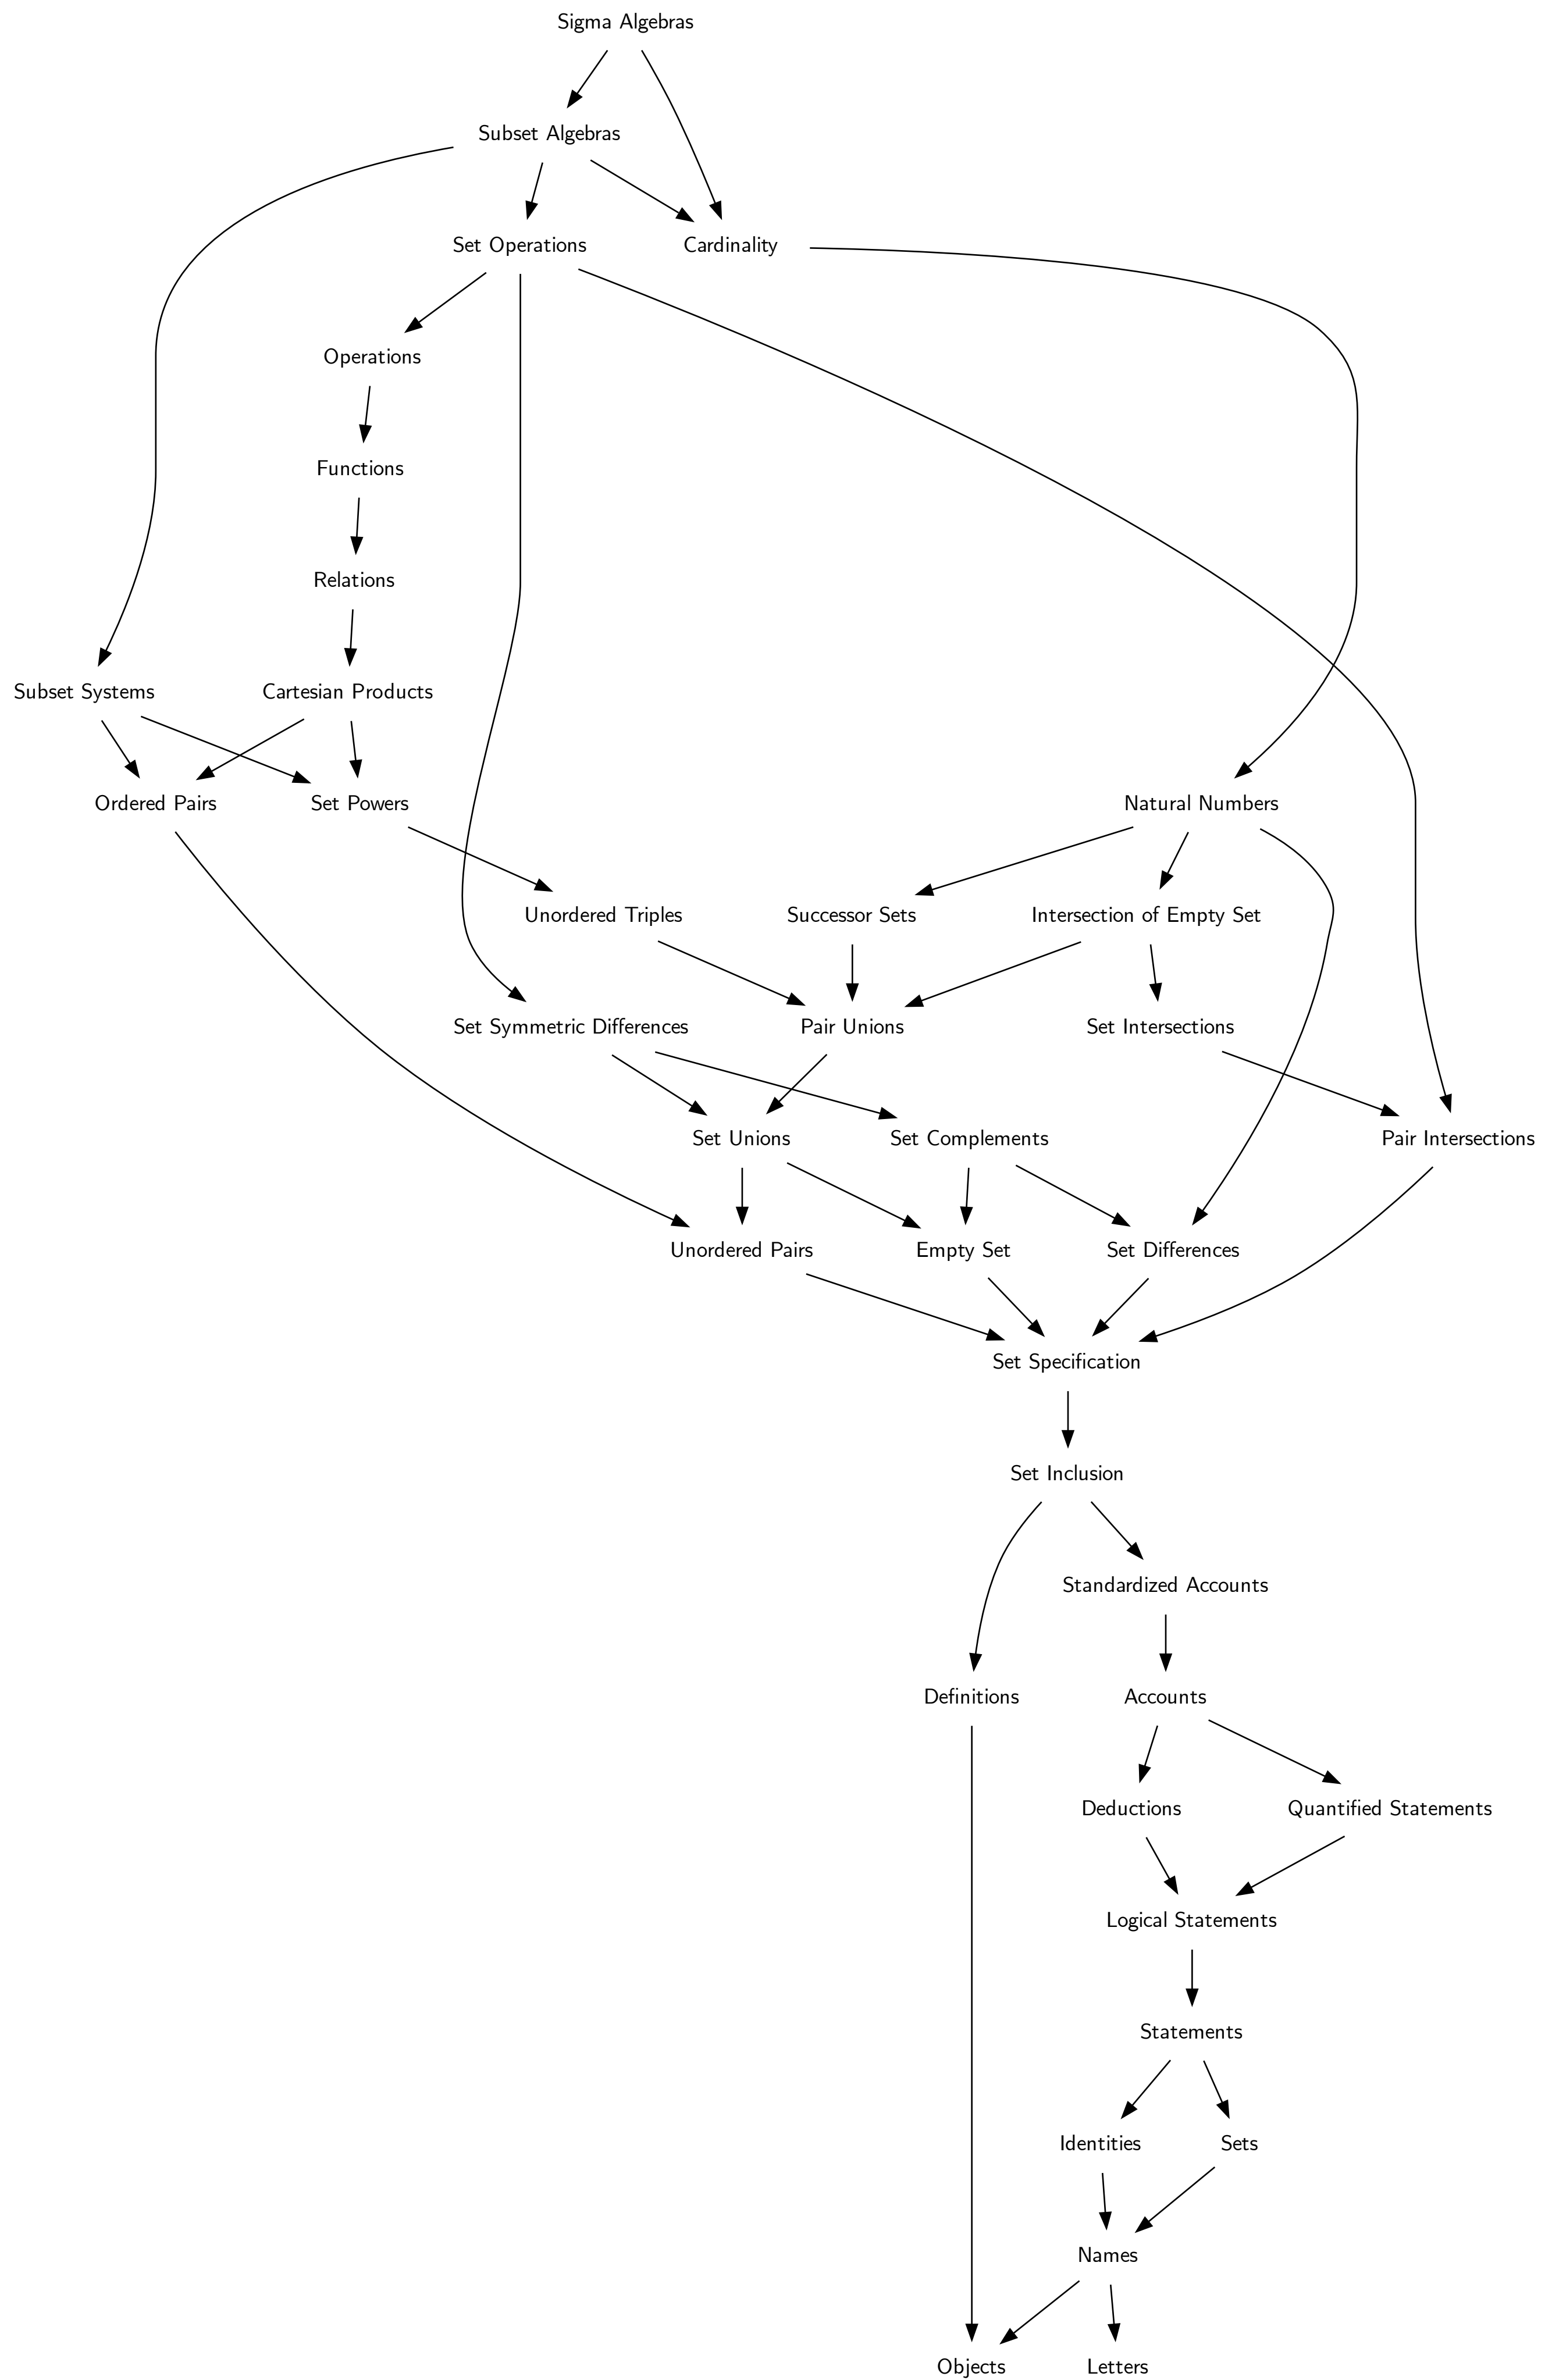 Sigma Algebras
Subset Algebras
Set Operations
Cardinality
Operations
Functions
Relations
Subset Systems
Cartesian Products
Ordered Pairs
Set Powers
Natural Numbers
Unordered Triples
Successor Sets
Intersection of Empty Set
Set Symmetric Differences
Pair Unions
Set Intersections
Set Unions
Set Complements
Pair Intersections
Unordered Pairs
Empty Set
Set Differences
Set Specification
Set Inclusion
Standardized Accounts
Definitions
Accounts
Deductions
Quantified Statements
Logical Statements
Statements
Identities
Sets
Names
Objects
Letters